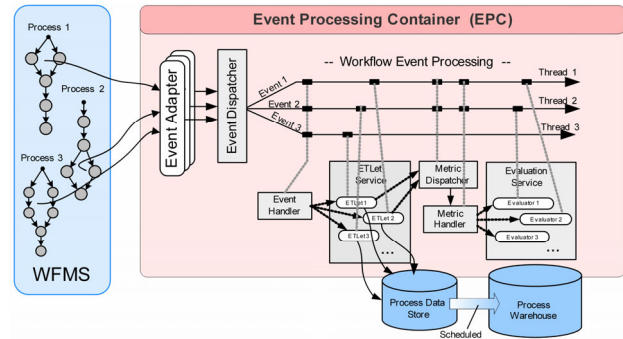 Event Processing Container (EPC)
Process 1
Process 2
Process 3
WFMS
Event Adapter
Event Dispatcher
-- Workflow Event Processing --
Event 1
Thread 1
Event 2
Thread 2
Event 3
Thread 3
Event
Handler
ETLet
Service
ETLet1
ETLet 2
ETLet3
...
Metric
Dispatcher
Metric
Handler
Evaluation
Service
Evaluator 1
Evaluator 2
Evaluator 3
...
Process Data
Store
Scheduled
Process
Warehouse